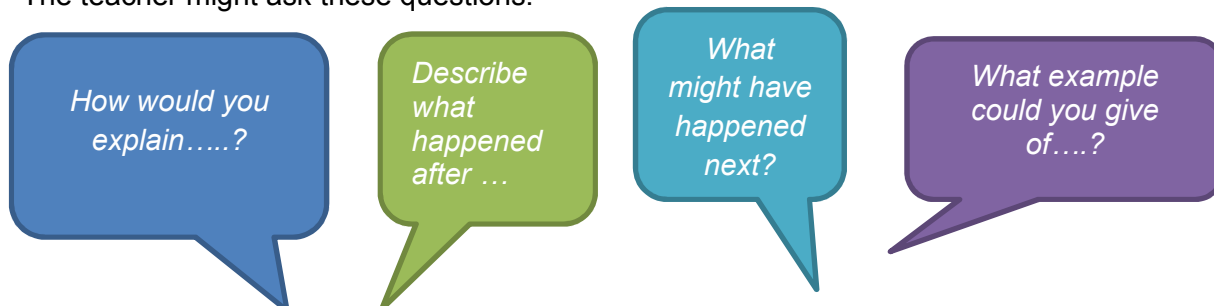 The teacher might ask these questions:
How would you
explain…..?
Describe
what
happened
after …
What
might have
happened
next?
What example
could you give
of….?